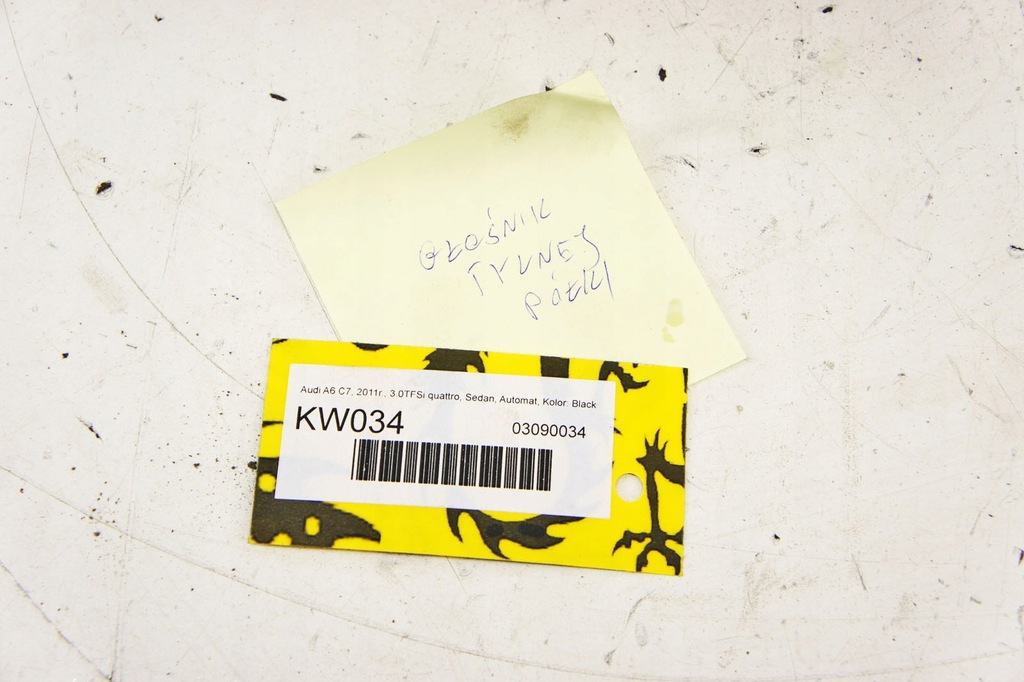 GŁOŚNIK
TYLNEJ
PÓŁKI
Audi A6 C7, 2011r., 3.0TFSi quattro, Sedan, Automat, Kolor: Black
KW034
03090034